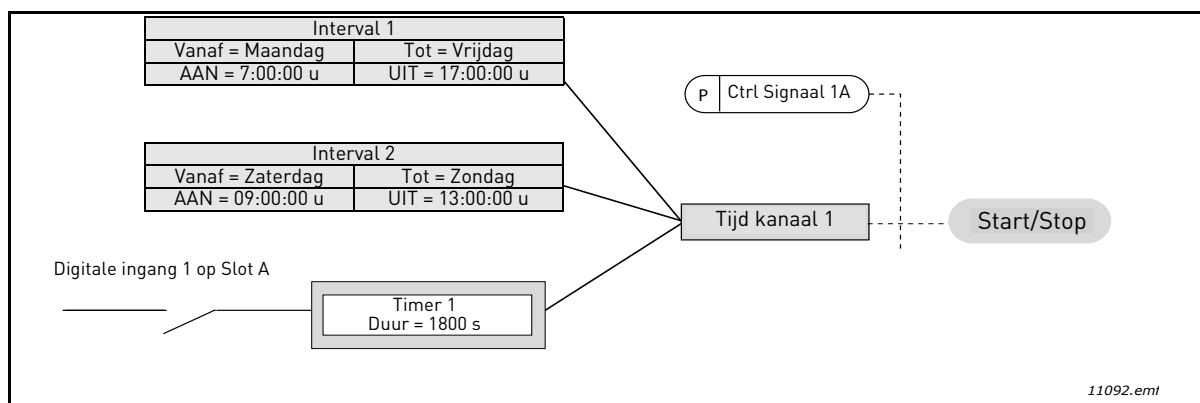 Interval 1
Vanaf = Maandag Tot = Vrijdag
AAN = 7:00:00 u UIT = 17:00:00 u
P Ctrl Signaal 1A
Interval 2
Vanaf = Zaterdag Tot = Zondag
AAN = 09:00:00 u UIT = 13:00:00 u
Tijd kanaal 1
Start/Stop
Digitale ingang 1 op Slot A
Timer 1
Duur = 1800 s
11092.emf